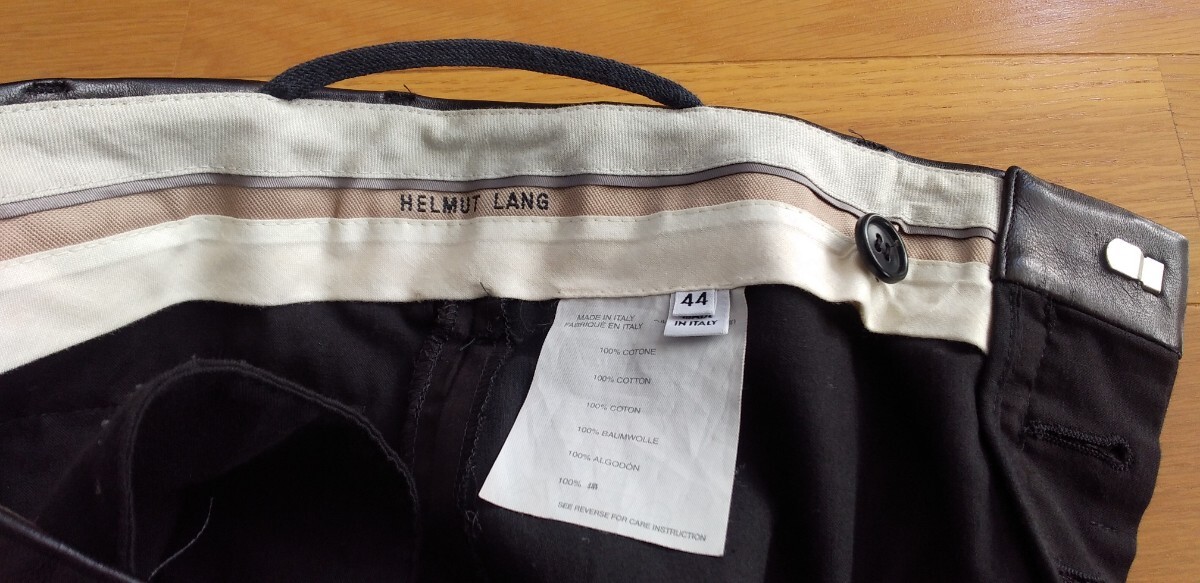 HELMUT LANG
44
IN ITALY
MADE IN ITALY
FABRIQUÉ EN ITALY
100% COTONE
100% COTTON
100% COTON
100% BAUMWOLLE
100% ALGODÓN
100% 綿
SEE REVERSE FOR CARE INSTRUCTION